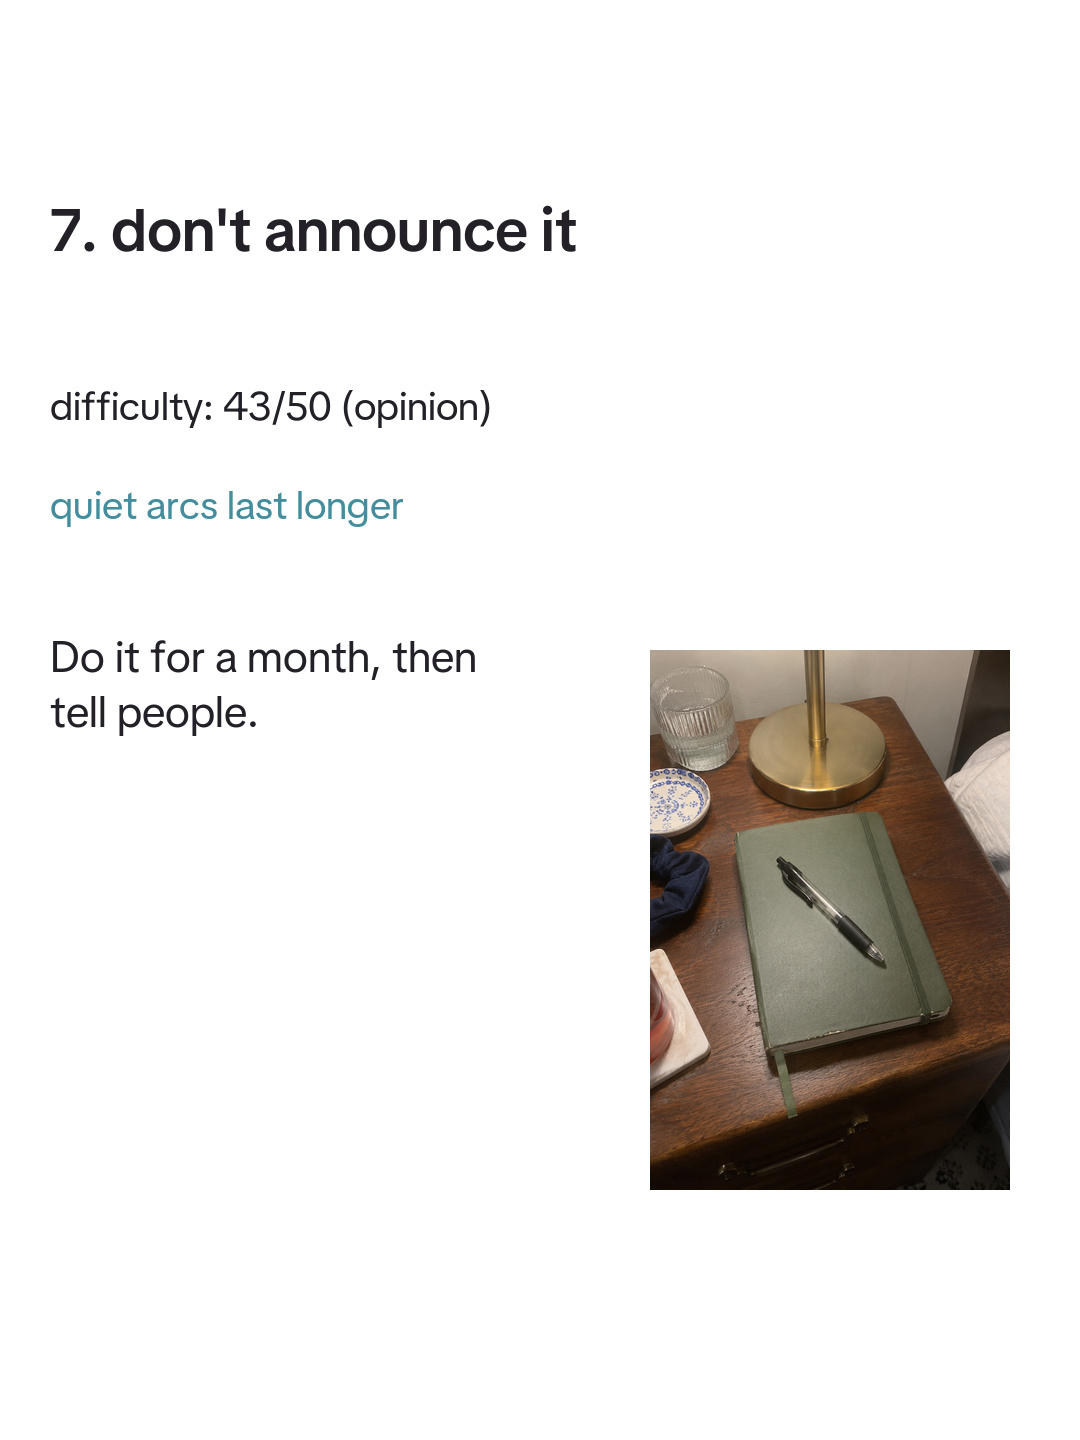 7. don't announce it
difficulty: 43/50 (opinion)
quiet arcs last longer
Do it for a month, then
tell people.